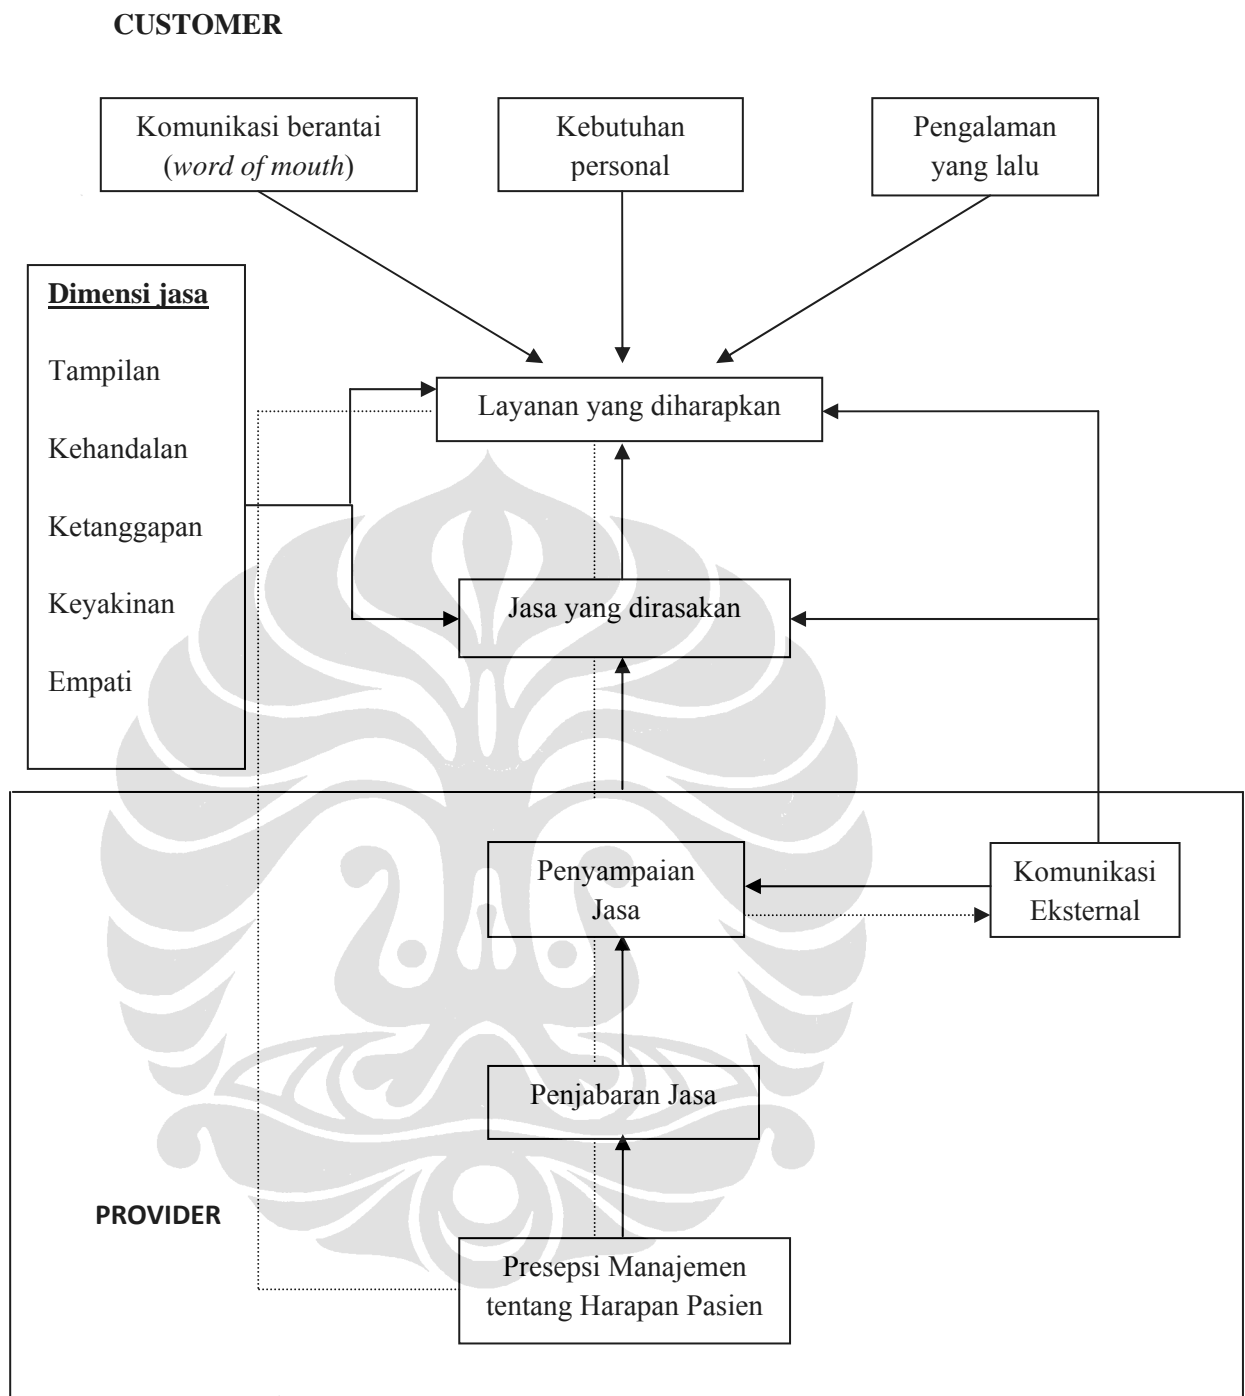 CUSTOMER
Komunikasi berantai
(word of mouth)
Kebutuhan
personal
Pengalaman
yang lalu
Dimensi jasa
Tampilan
Kehandalan
Ketanggapan
Keyakinan
Empati
Layanan yang diharapkan
Jasa yang dirasakan
Penyampaian
Jasa
Komunikasi
Eksternal
Penjabaran Jasa
PROVIDER
Presepsi Manajemen
tentang Harapan Pasien